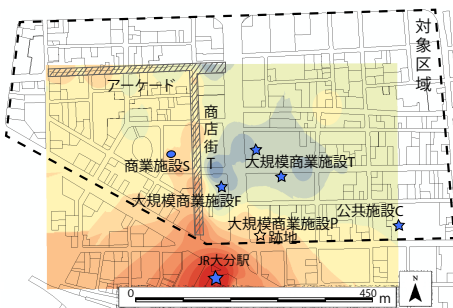 対象区域
アーケード
商店街T
商業施設S
大規模商業施設T
大規模商業施設F
公共施設C
大規模商業施設P
跡地
JR大分駅
0 450 m
N